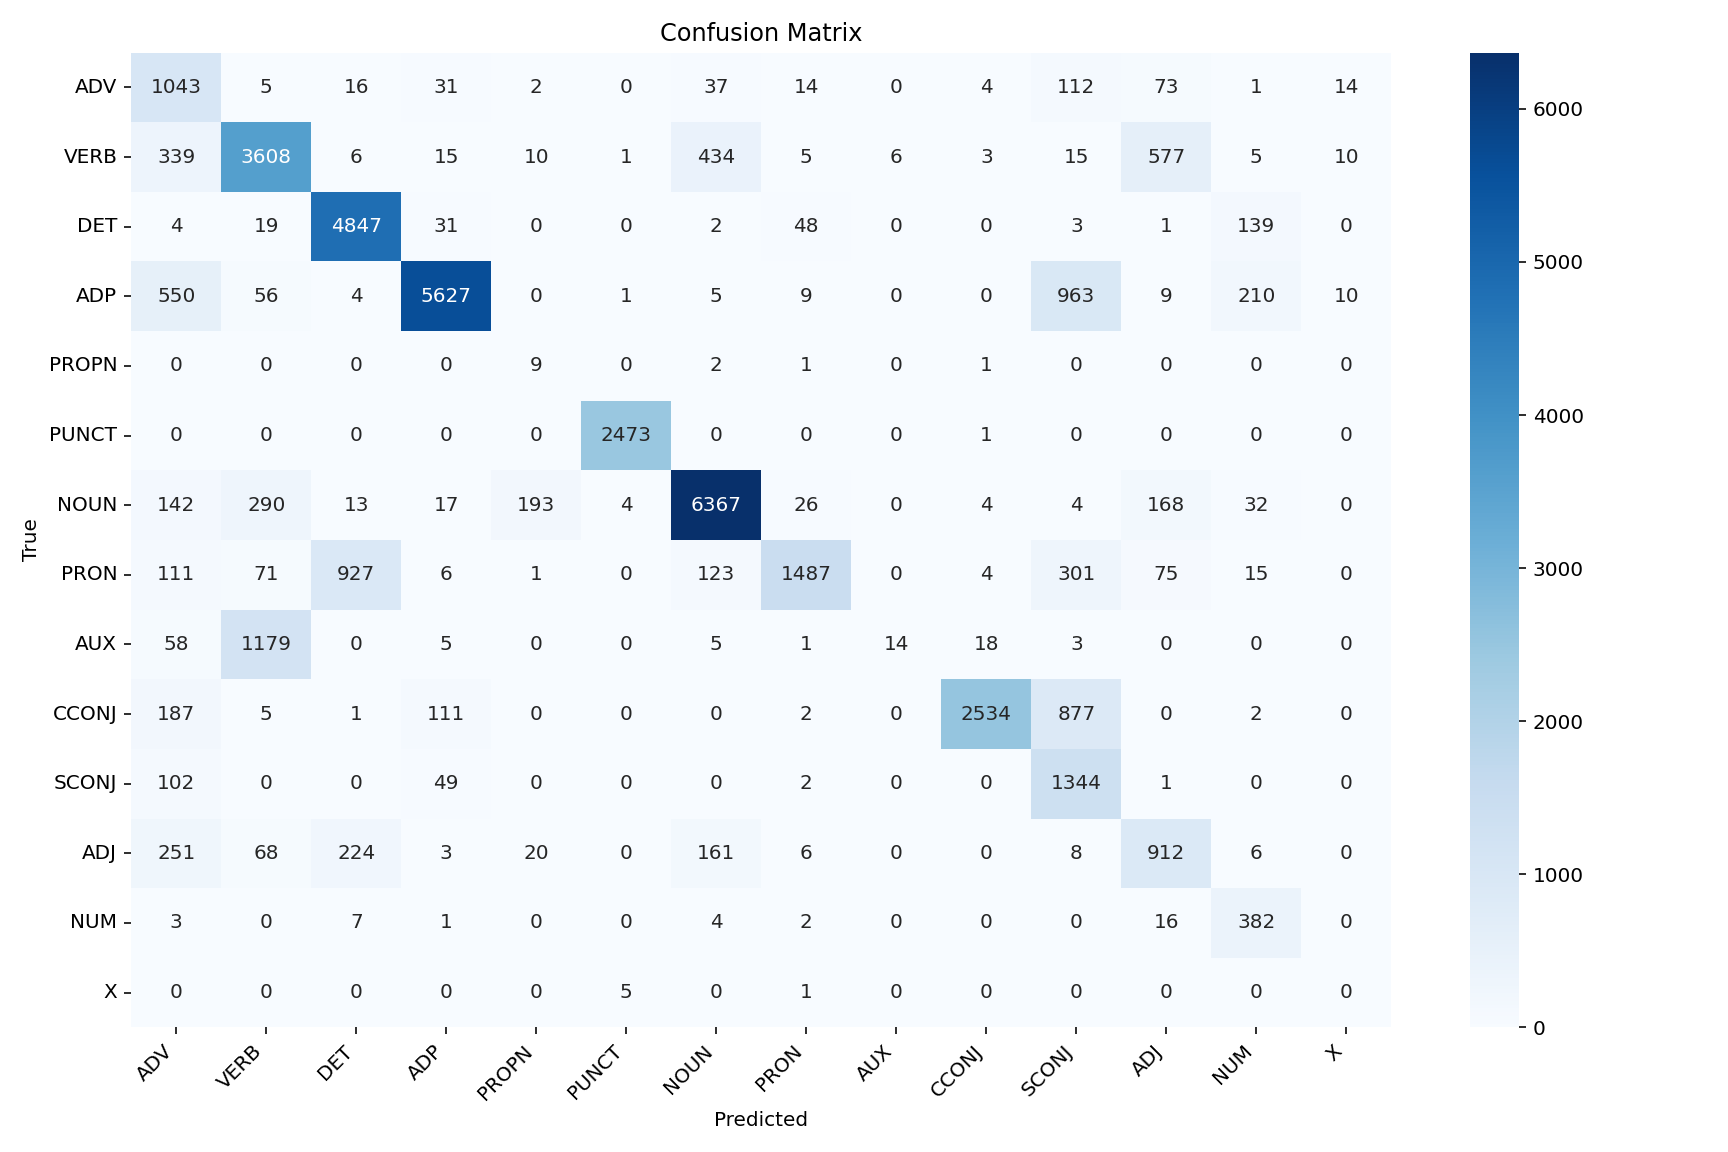 Confusion Matrix
ADV 1043 5 16 31 2 0 37 14 0 4 112 73 1 14
VERB 339 3608 6 15 10 1 434 5 6 3 15 577 5 10
DET 4 19 4847 31 0 0 2 48 0 0 3 1 139 0
ADP 550 56 4 5627 0 1 5 9 0 0 963 9 210 10
PROPN 0 0 0 0 9 0 2 1 0 1 0 0 0 0
PUNCT 0 0 0 0 0 2473 0 0 0 1 0 0 0 0
NOUN 142 290 13 17 193 4 6367 26 0 4 4 168 32 0
PRON 111 71 927 6 1 0 123 1487 0 4 301 75 15 0
AUX 58 1179 0 5 0 0 5 1 14 18 3 0 0 0
CCONJ 187 5 1 111 0 0 0 2 0 2534 877 0 2 0
SCONJ 102 0 0 49 0 0 0 2 0 0 1344 1 0 0
ADJ 251 68 224 3 20 0 161 6 0 0 8 912 6 0
NUM 3 0 7 1 0 0 4 2 0 0 0 16 382 0
X 0 0 0 0 0 5 0 1 0 0 0 0 0 0
ADV VERB DET ADP PROPN PUNCT NOUN PRON AUX CCONJ SCONJ ADJ NUM X
Predicted
True
6000
5000
4000
3000
2000
1000
0